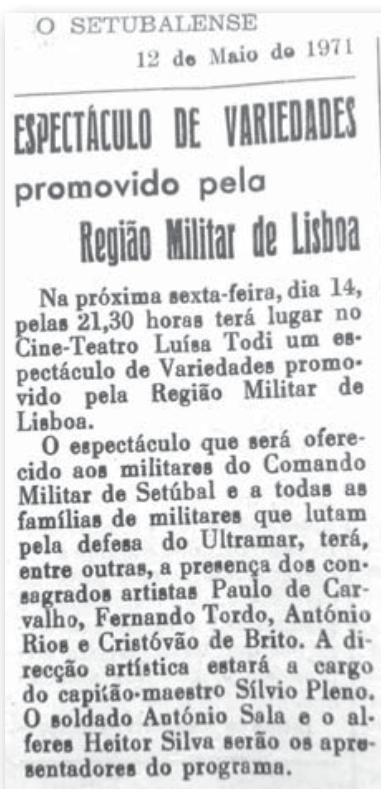 O SETUBALENSE
12 de Maio de 1971
ESPECTÁCULO DE VARIEDADES
promovido pela
Região Militar de Lisboa
Na próxima sexta-feira, dia 14,
pelas 21,30 horas terá lugar no
Cine-Teatro Luísa Todi um es-
pectáculo de Variedades promo-
vido pela Região Militar de
Lisboa.
O espectáculo que será ofere-
cido aos militares do Comando
Militar de Setúbal e a todas as
famílias de militares que lutam
pela defesa do Ultramar, terá,
entre outras, a presença dos con-
sagrados artistas Paulo de Car-
valho, Fernando Tordo, António
Rios e Cristóvão de Brito. A di-
recção artística estará a cargo
do capitão-maestro Sílvio Pleno.
O soldado António Sala e o al-
feres Heitor Silva serão os apre-
sentadores do programa.